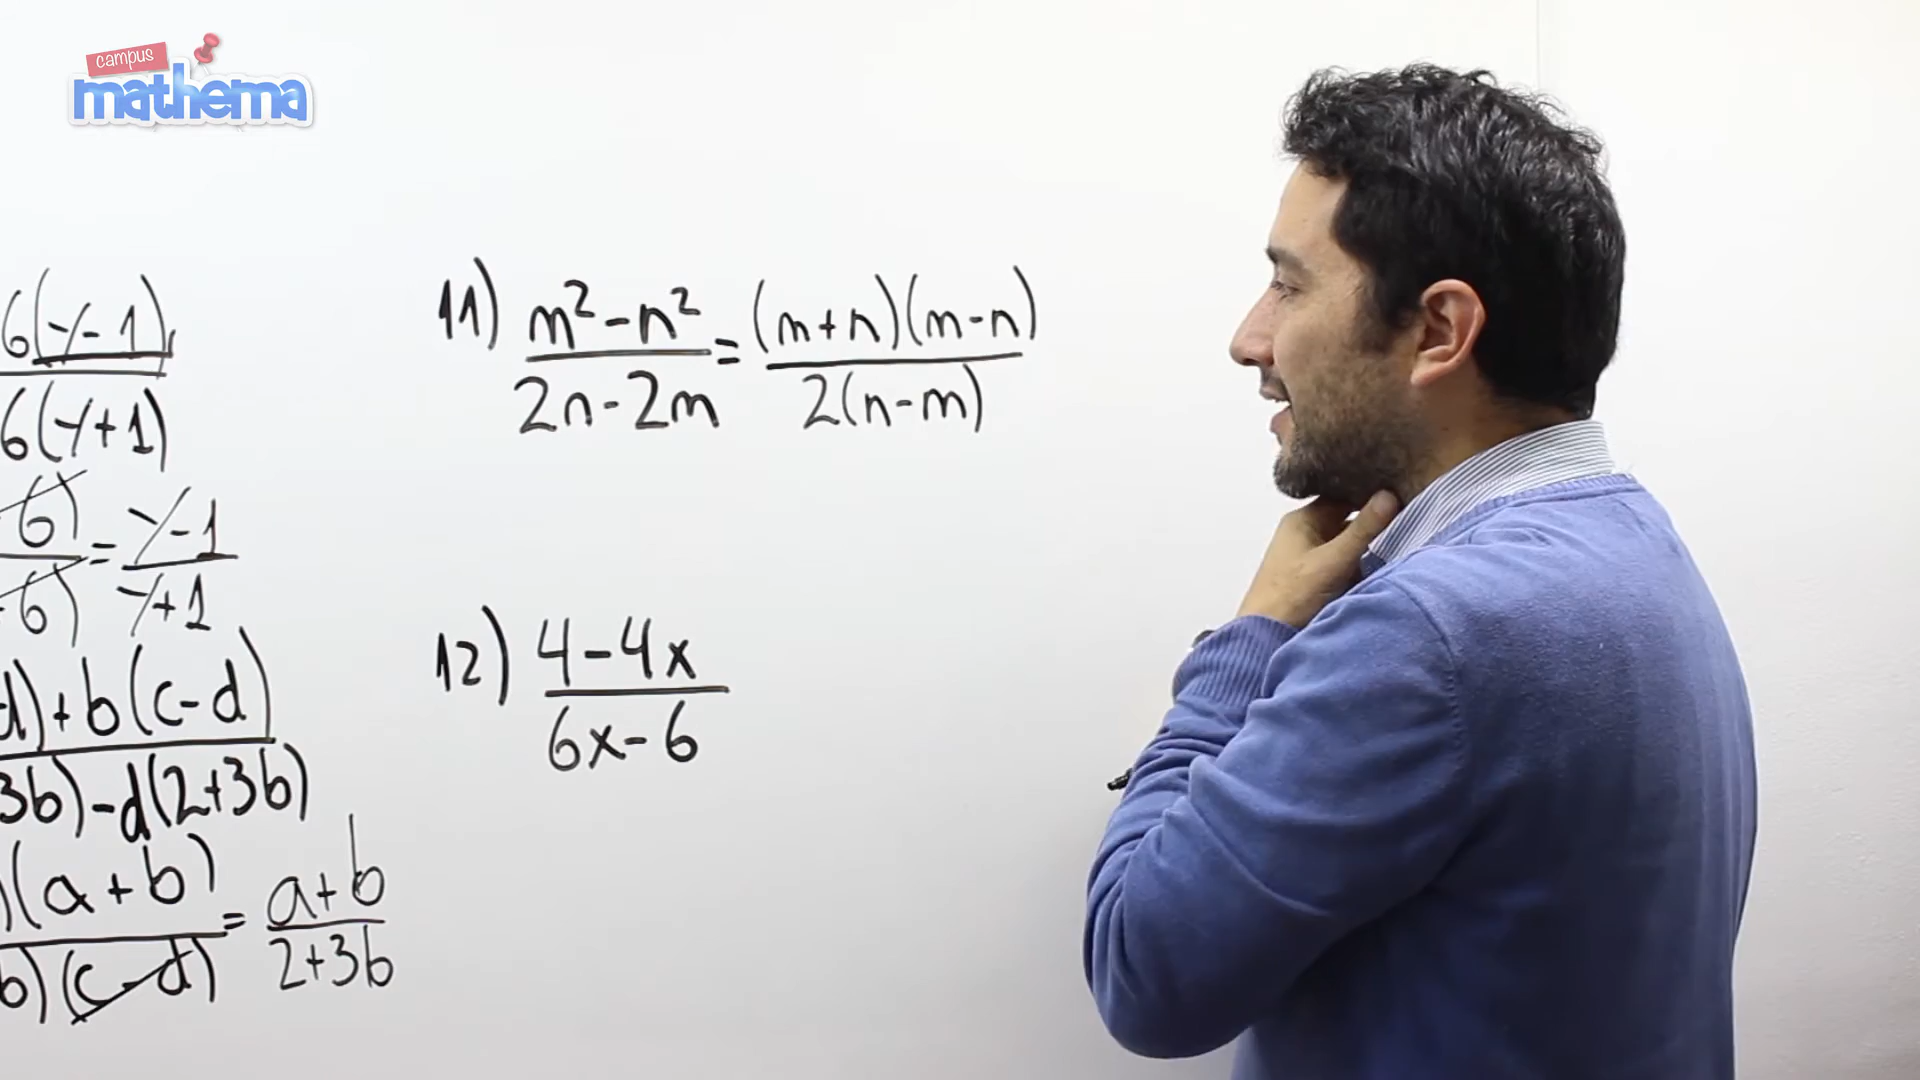 campus
mathema
6(y-1)
6(y+1)
6) = y-1
6) y+1
d)+b(c-d)
3b)-d(2+3b)
)(a+b) = a+b
b)(c-d) 2+3b
11) m²-n² = (m+n)(m-n)
2n-2m 2(n-m)
12) 4-4x
6x-6